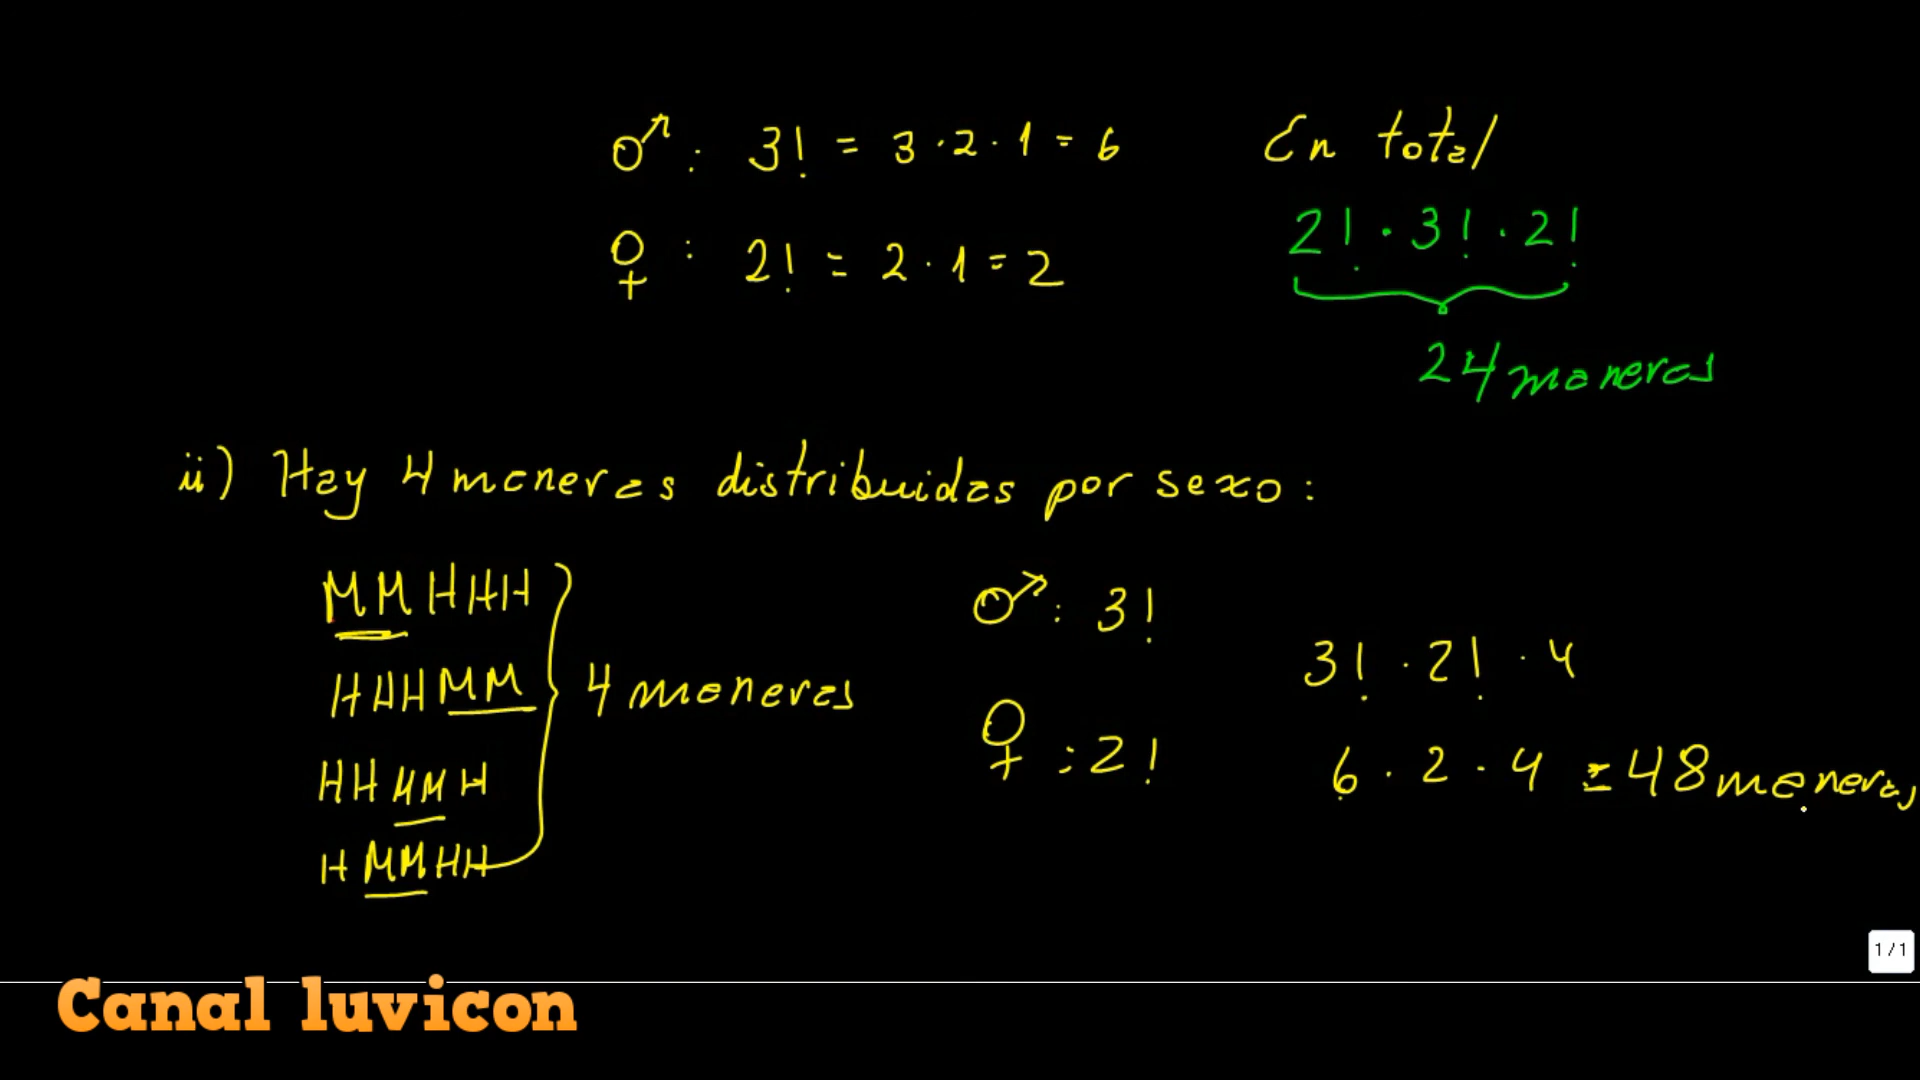 ♂ : 3! = 3 · 2 · 1 = 6
♀ : 2! = 2 · 1 = 2
En total
2! · 3! · 2!
24 maneras
ii) Hay 4 maneras distribuidas por sexo :
MMHHH
HHHMM
HHMMH
HMMHH
4 maneras
♂ : 3!
♀ : 2!
3! · 2! · 4
6 · 2 · 4 = 48 maneras
1/1
Canal luvicon